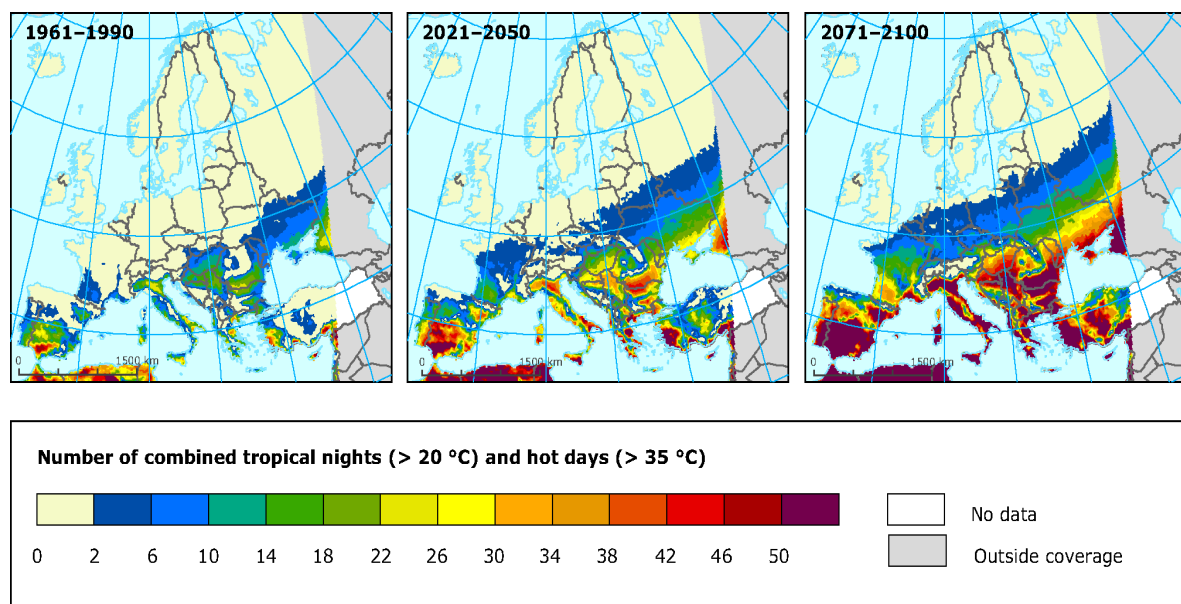 1961–1990
2021–2050
2071–2100
0 1500 km
0 1500 km
0 1500 km
Number of combined tropical nights (> 20 °C) and hot days (> 35 °C)
0 2 6 10 14 18 22 26 30 34 38 42 46 50
No data
Outside coverage